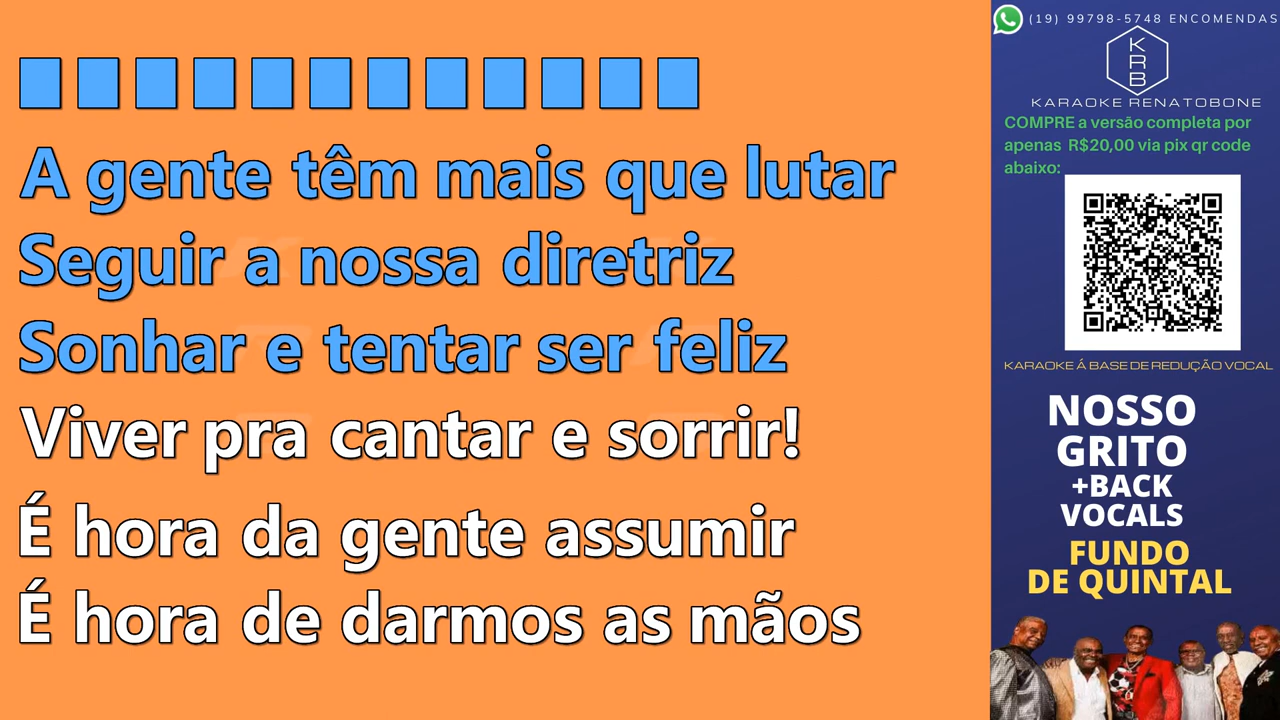 A gente têm mais que lutar
Seguir a nossa diretriz
Sonhar e tentar ser feliz
Viver pra cantar e sorrir!
É hora da gente assumir
É hora de darmos as mãos
(19) 99798-5748 ENCOMENDAS
K
R
B
KARAOKE RENATOBONE
COMPRE a versão completa por
apenas R$20,00 via pix qr code
abaixo:
KARAOKE Á BASE DE REDUÇÃO VOCAL
NOSSO
GRITO
+BACK
VOCALS
FUNDO
DE QUINTAL